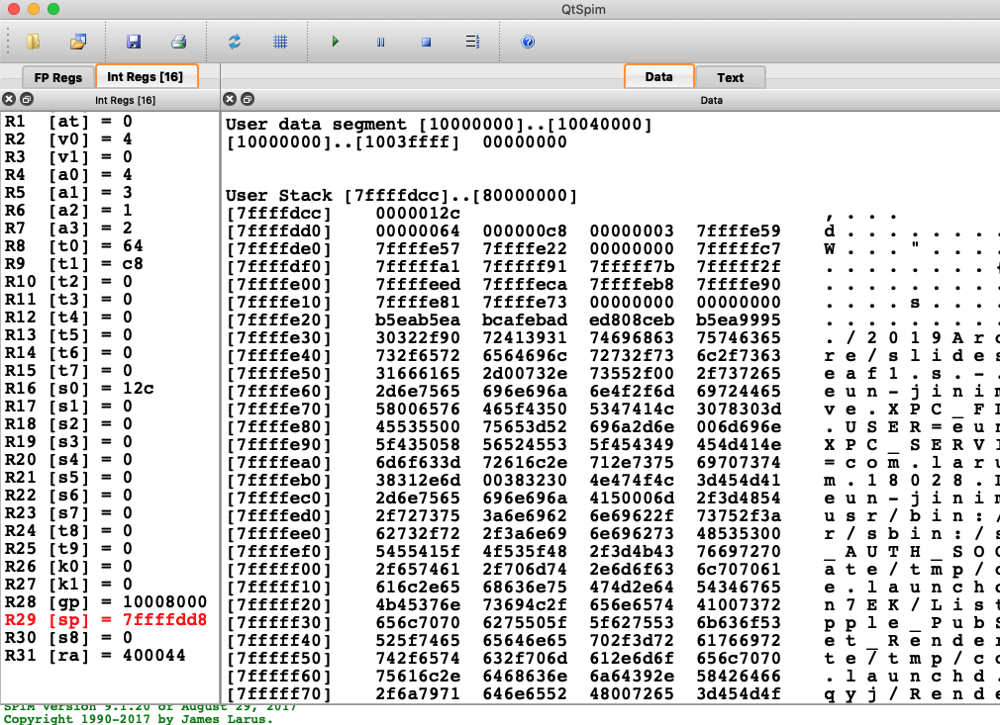 QtSpim
FP Regs
Int Regs [16]
Data
Text
Int Regs [16]
Data
R1 [at] = 0
R2 [v0] = 4
R3 [v1] = 0
R4 [a0] = 4
R5 [a1] = 3
R6 [a2] = 1
R7 [a3] = 2
R8 [t0] = 64
R9 [t1] = c8
R10 [t2] = 0
R11 [t3] = 0
R12 [t4] = 0
R13 [t5] = 0
R14 [t6] = 0
R15 [t7] = 0
R16 [s0] = 12c
R17 [s1] = 0
R18 [s2] = 0
R19 [s3] = 0
R20 [s4] = 0
R21 [s5] = 0
R22 [s6] = 0
R23 [s7] = 0
R24 [t8] = 0
R25 [t9] = 0
R26 [k0] = 0
R27 [k1] = 0
R28 [gp] = 10008000
R29 [sp] = 7ffffdd8
R30 [s8] = 0
R31 [ra] = 400044
User data segment [10000000]..[10040000]
[10000000]..[1003ffff] 00000000
User Stack [7ffffdcc]..[80000000]
[7ffffdcc] 0000012c , . . .
[7ffffdd0] 00000064 000000c8 00000003 7ffffe59 d . . . . . . . .
[7ffffde0] 7ffffe57 7ffffe22 00000000 7fffffc7 W . . . " . . . .
[7ffffdf0] 7fffffa1 7fffff91 7fffff7b 7fffff2f . . . . . . . . {
[7ffffe00] 7ffffeed 7ffffeca 7ffffeb8 7ffffe90 . . . . . . . . .
[7ffffe10] 7ffffe81 7ffffe73 00000000 00000000 . . . . s . . . .
[7ffffe20] b5eab5ea bcafebad ed808ceb b5ea9995 . . . . . . . . .
[7ffffe30] 30322f90 72413931 74696863 75746365 . / 2 0 1 9 A r c
[7ffffe40] 732f6572 6564696c 72732f73 6c2f7363 r e / s l i d e s
[7ffffe50] 31666165 2d00732e 73552f00 2f737265 e a f 1 . s . - .
[7ffffe60] 2d6e7565 696e696a 6e4f2f6d 69724465 e u n - j i n i m
[7ffffe70] 58006576 465f4350 5347414c 3078303d v e . X P C _ F L
[7ffffe80] 45535500 75653d52 696a2d6e 006d696e . U S E R = e u n
[7ffffe90] 5f435058 56524553 5f454349 454d414e X P C _ S E R V I
[7ffffea0] 6d6f633d 72616c2e 712e7375 69707374 = c o m . l a r u
[7ffffeb0] 38312e6d 00383230 4e474f4c 3d454d41 m . 1 8 0 2 8 . L
[7ffffec0] 2d6e7565 696e696a 4150006d 2f3d4854 e u n - j i n i m
[7ffffed0] 2f727375 3a6e6962 6e69622f 73752f3a u s r / b i n : /
[7ffffee0] 62732f72 2f3a6e69 6e696273 48535300 r / s b i n : / s
[7ffffef0] 5455415f 4f535f48 2f3d4b43 76697270 _ A U T H _ S O C
[7fffff00] 2f657461 2f706d74 2e6d6f63 6c707061 a t e / t m p / c
[7fffff10] 616c2e65 68636e75 474d2e64 54346765 e . l a u n c h d
[7fffff20] 4b45376e 73694c2f 656e6574 41007372 n 7 E K / L i s t
[7fffff30] 656c7070 6275505f 5f627553 6b636f53 p p l e _ P u b S
[7fffff40] 525f7465 65646e65 702f3d72 61766972 e t _ R e n d e r
[7fffff50] 742f6574 632f706d 612e6d6f 656c7070 t e / t m p / c o
[7fffff60] 75616c2e 6468636e 6a64392e 58426466 . l a u n c h d .
[7fffff70] 2f6a7971 646e6552 48007265 3d454d4f q y j / R e n d e
SPIM Version 9.1.20 of August 29, 2017
Copyright 1990-2017 by James Larus.